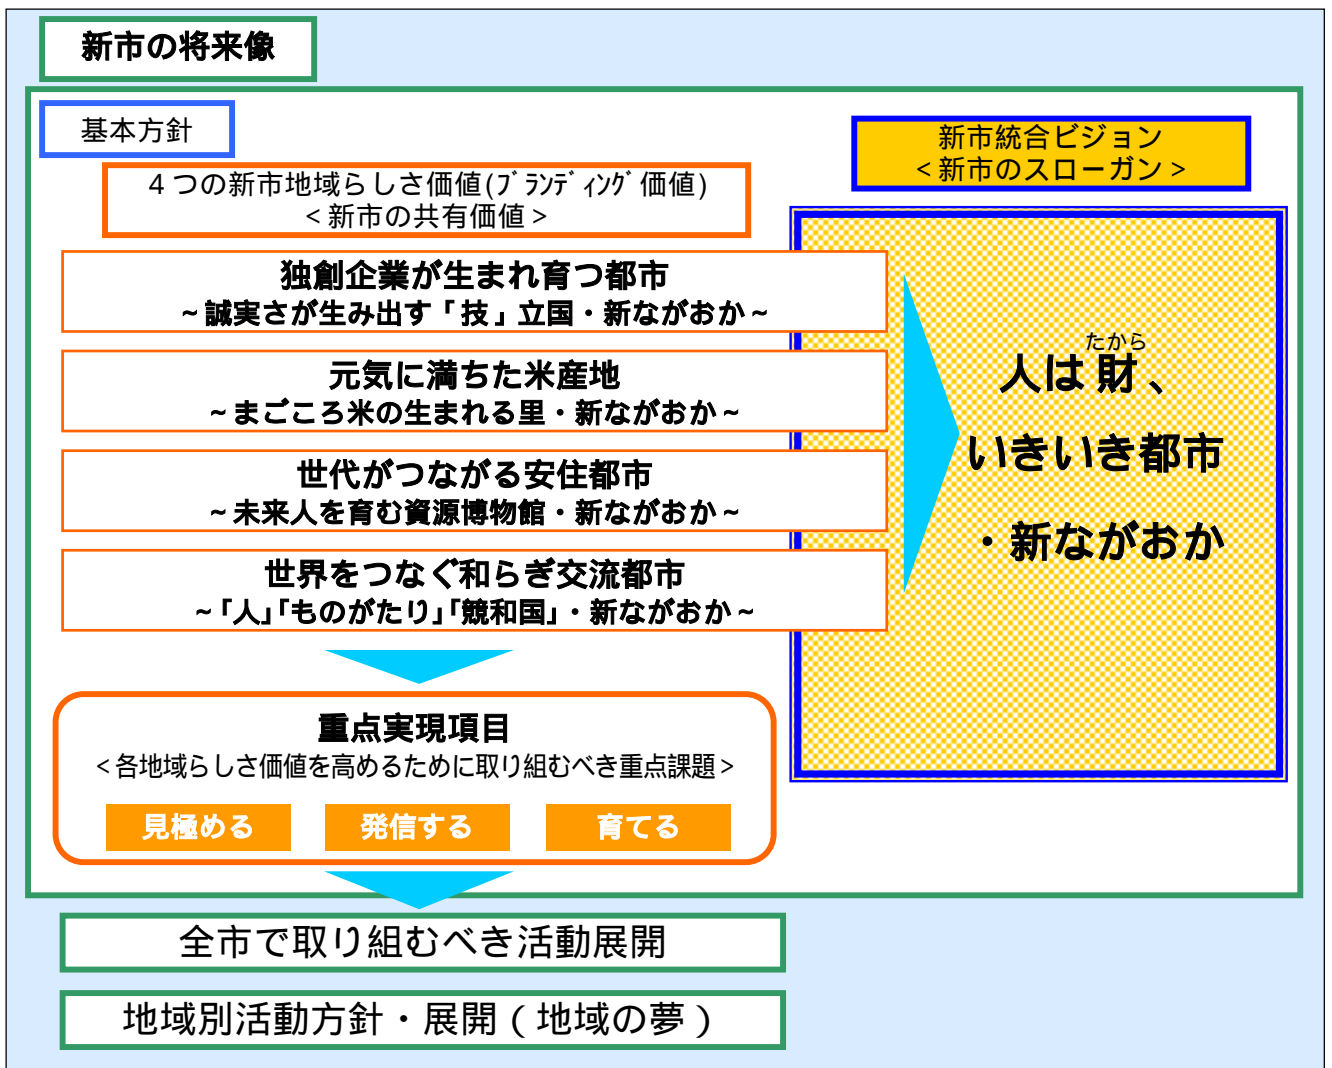 新市の将来像
基本方針
４つの新市地域らしさ価値(ﾌﾞﾗﾝﾃﾞｨﾝｸﾞ価値)
＜新市の共有価値＞
独創企業が生まれ育つ都市
～誠実さが生み出す「技」立国・新ながおか～
元気に満ちた米産地
～まごころ米の生まれる里・新ながおか～
世代がつながる安住都市
～未来人を育む資源博物館・新ながおか～
世界をつなぐ和らぎ交流都市
～「人」「ものがたり」「競和国」・新ながおか～
新市統合ビジョン
＜新市のスローガン＞
たから
人は財、
いきいき都市
・新ながおか
重点実現項目
＜各地域らしさ価値を高めるために取り組むべき重点課題＞
見極める
発信する
育てる
全市で取り組むべき活動展開
地域別活動方針・展開（地域の夢）